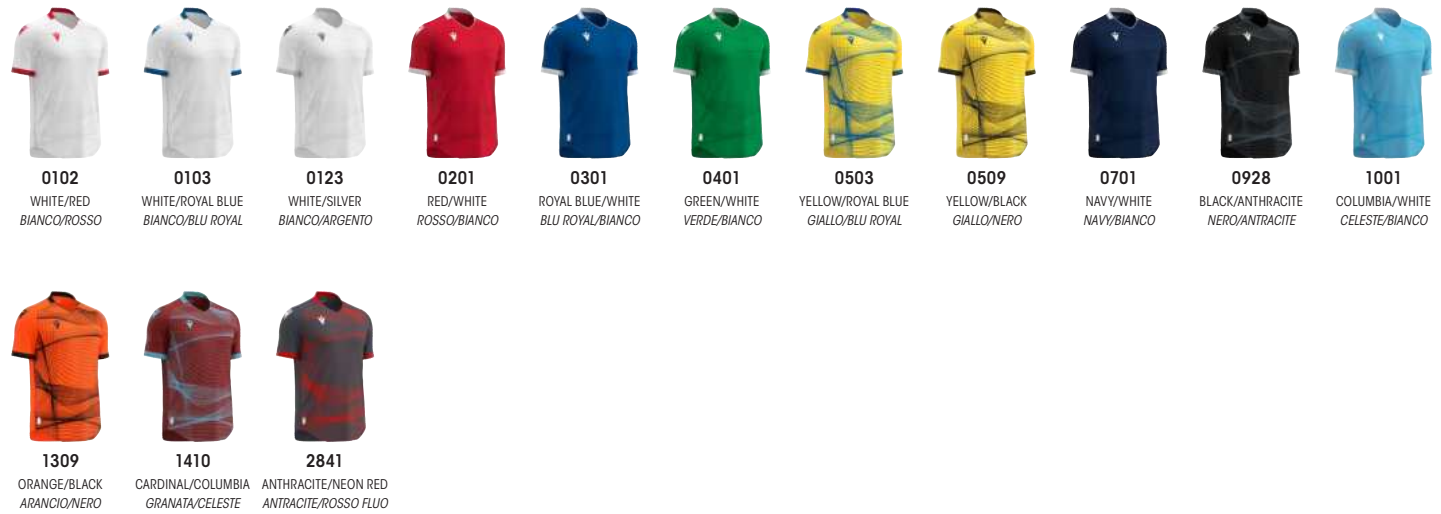 0102
WHITE/RED
BIANCO/ROSSO
0103
WHITE/ROYAL BLUE
BIANCO/BLU ROYAL
0123
WHITE/SILVER
BIANCO/ARGENTO
0201
RED/WHITE
ROSSO/BIANCO
0301
ROYAL BLUE/WHITE
BLU ROYAL/BIANCO
0401
GREEN/WHITE
VERDE/BIANCO
0503
YELLOW/ROYAL BLUE
GIALLO/BLU ROYAL
0509
YELLOW/BLACK
GIALLO/NERO
0701
NAVY/WHITE
NAVY/BIANCO
0928
BLACK/ANTHRACITE
NERO/ANTRACITE
1001
COLUMBIA/WHITE
CELESTE/BIANCO
1309
ORANGE/BLACK
ARANCIO/NERO
1410
CARDINAL/COLUMBIA
GRANATA/CELESTE
2841
ANTHRACITE/NEON RED
ANTRACITE/ROSSO FLUO